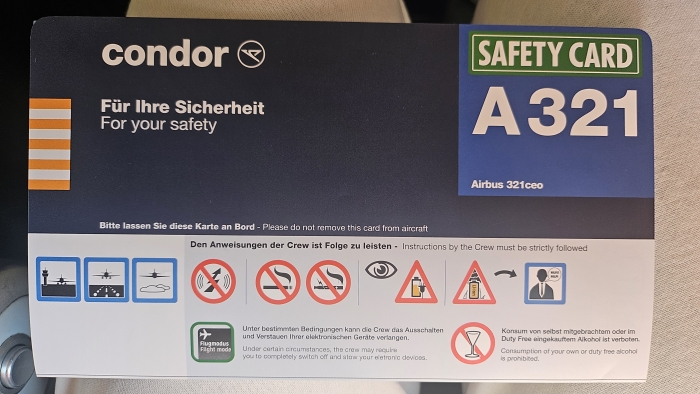 condor
SAFETY CARD
A321
Für Ihre Sicherheit
For your safety
Airbus 321ceo
Bitte lassen Sie diese Karte an Bord - Please do not remove this card from aircraft
Den Anweisungen der Crew ist Folge zu leisten - Instructions by the Crew must be strictly followed
Flugmodus
Flight mode
Unter bestimmten Bedingungen kann die Crew das Ausschalten
und Verstauen Ihrer elektronischen Geräte verlangen.
Under certain circumstances, the crew may require
you to completely switch off and stow your eletronic devices.
Konsum von selbst mitgebrachtem oder im
Duty Free eingekauftem Alkohol ist verboten.
Consumption of your own or duty free alcohol
is prohibited.